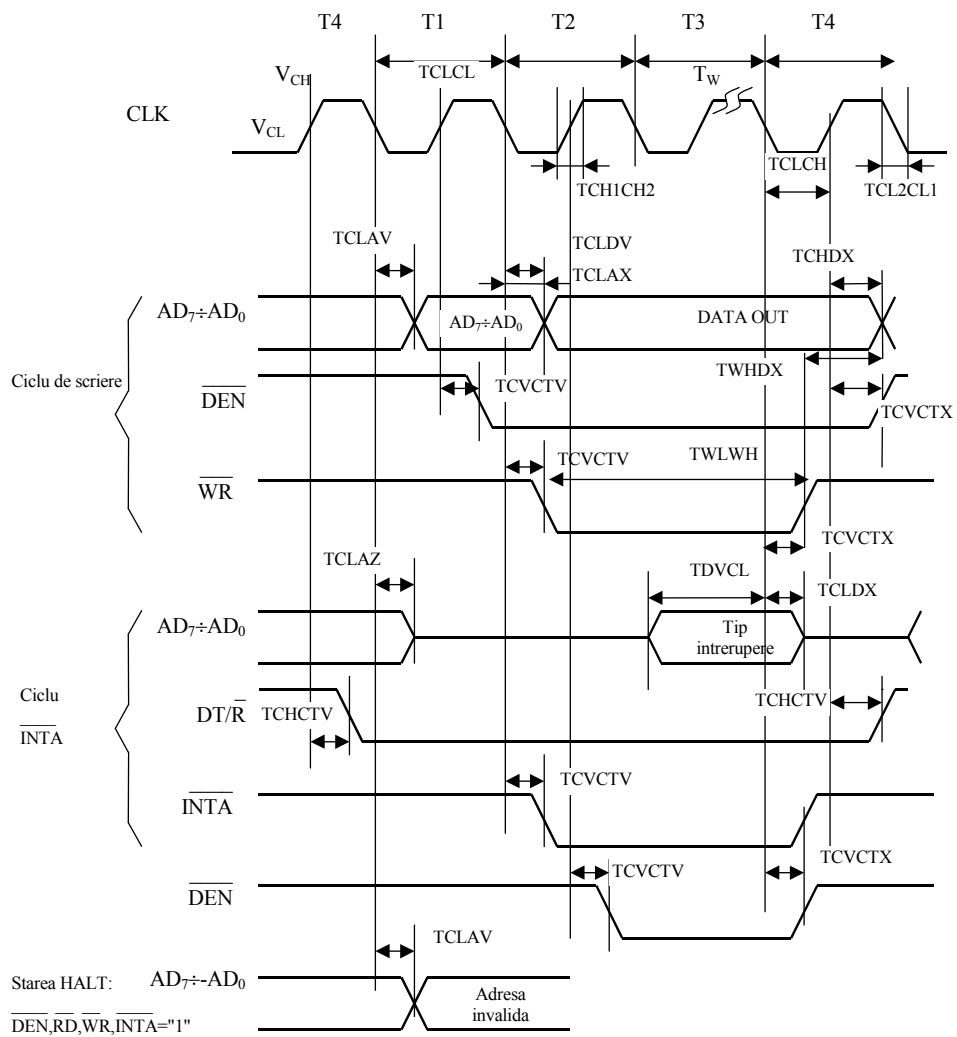 T4 T1 T2 T3 T4
TCLCL
VCH
TW
CLK
VCL
TCLCH
TCH1CH2
TCL2CL1
TCLAV
TCLDV
TCHDX
TCLAX
AD7÷AD0
AD7÷AD0
DATA OUT
Ciclu de scriere
TWHDX
DEN
TCVCTV
TCVCTX
TCVCTV
TWLWH
WR
TCVCTX
TCLAZ
TDVCL
TCLDX
AD7÷AD0
Tip
intrerupere
Ciclu
INTA
DT/R
TCHCTV
TCHCTV
TCVCTV
INTA
TCVCTX
TCVCTV
DEN
TCLAV
Starea HALT:
AD7÷-AD0
Adresa
invalida
DEN,RD,WR,INTA="1"